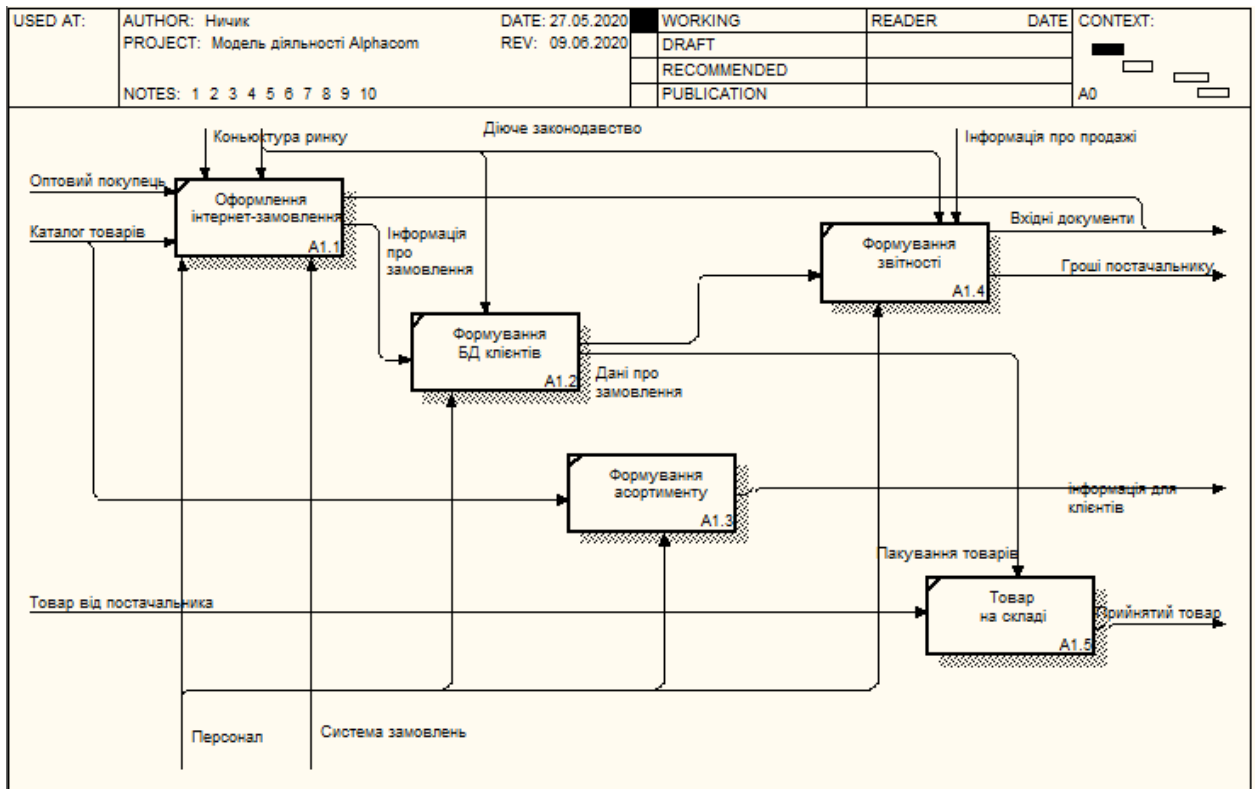 USED AT:
AUTHOR: Ничик
DATE: 27.05.2020
WORKING
READER
DATE
CONTEXT:
PROJECT: Модель діяльності Alphacom
REV: 09.06.2020
DRAFT
RECOMMENDED
NOTES: 1 2 3 4 5 6 7 8 9 10
PUBLICATION
A0
Коньюктура ринку
Діюче законодавство
Інформація про продажі
Оптовий покупець
Оформлення
інтернет-замовлення
A1.1
Каталог товарів
Інформація
про
замовлення
Вхідні документи
Формування
звітності
A1.4
Гроші постачальнику
Формування
БД клієнтів
A1.2
Дані про
замовлення
Формування
асортименту
A1.3
інформація для
клієнтів
Пакування товарів
Товар від постачальника
Товар
на складі
A1.5
Прийнятий товар
Персонал
Система замовлень